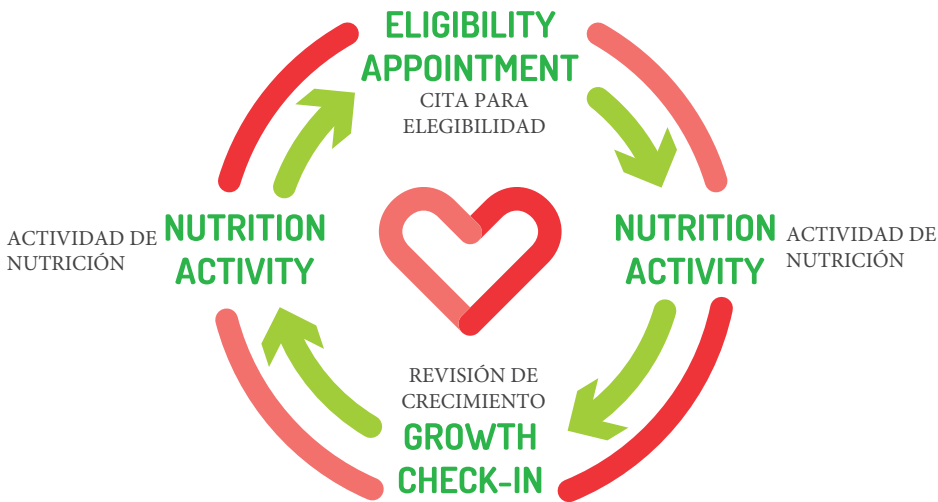 ELIGIBILITY
APPOINTMENT
CITA PARA
ELEGIBILIDAD
ACTIVIDAD DE
NUTRICIÓN
NUTRITION
ACTIVITY
NUTRITION
ACTIVITY
ACTIVIDAD DE
NUTRICIÓN
REVISIÓN DE
CRECIMIENTO
GROWTH
CHECK-IN